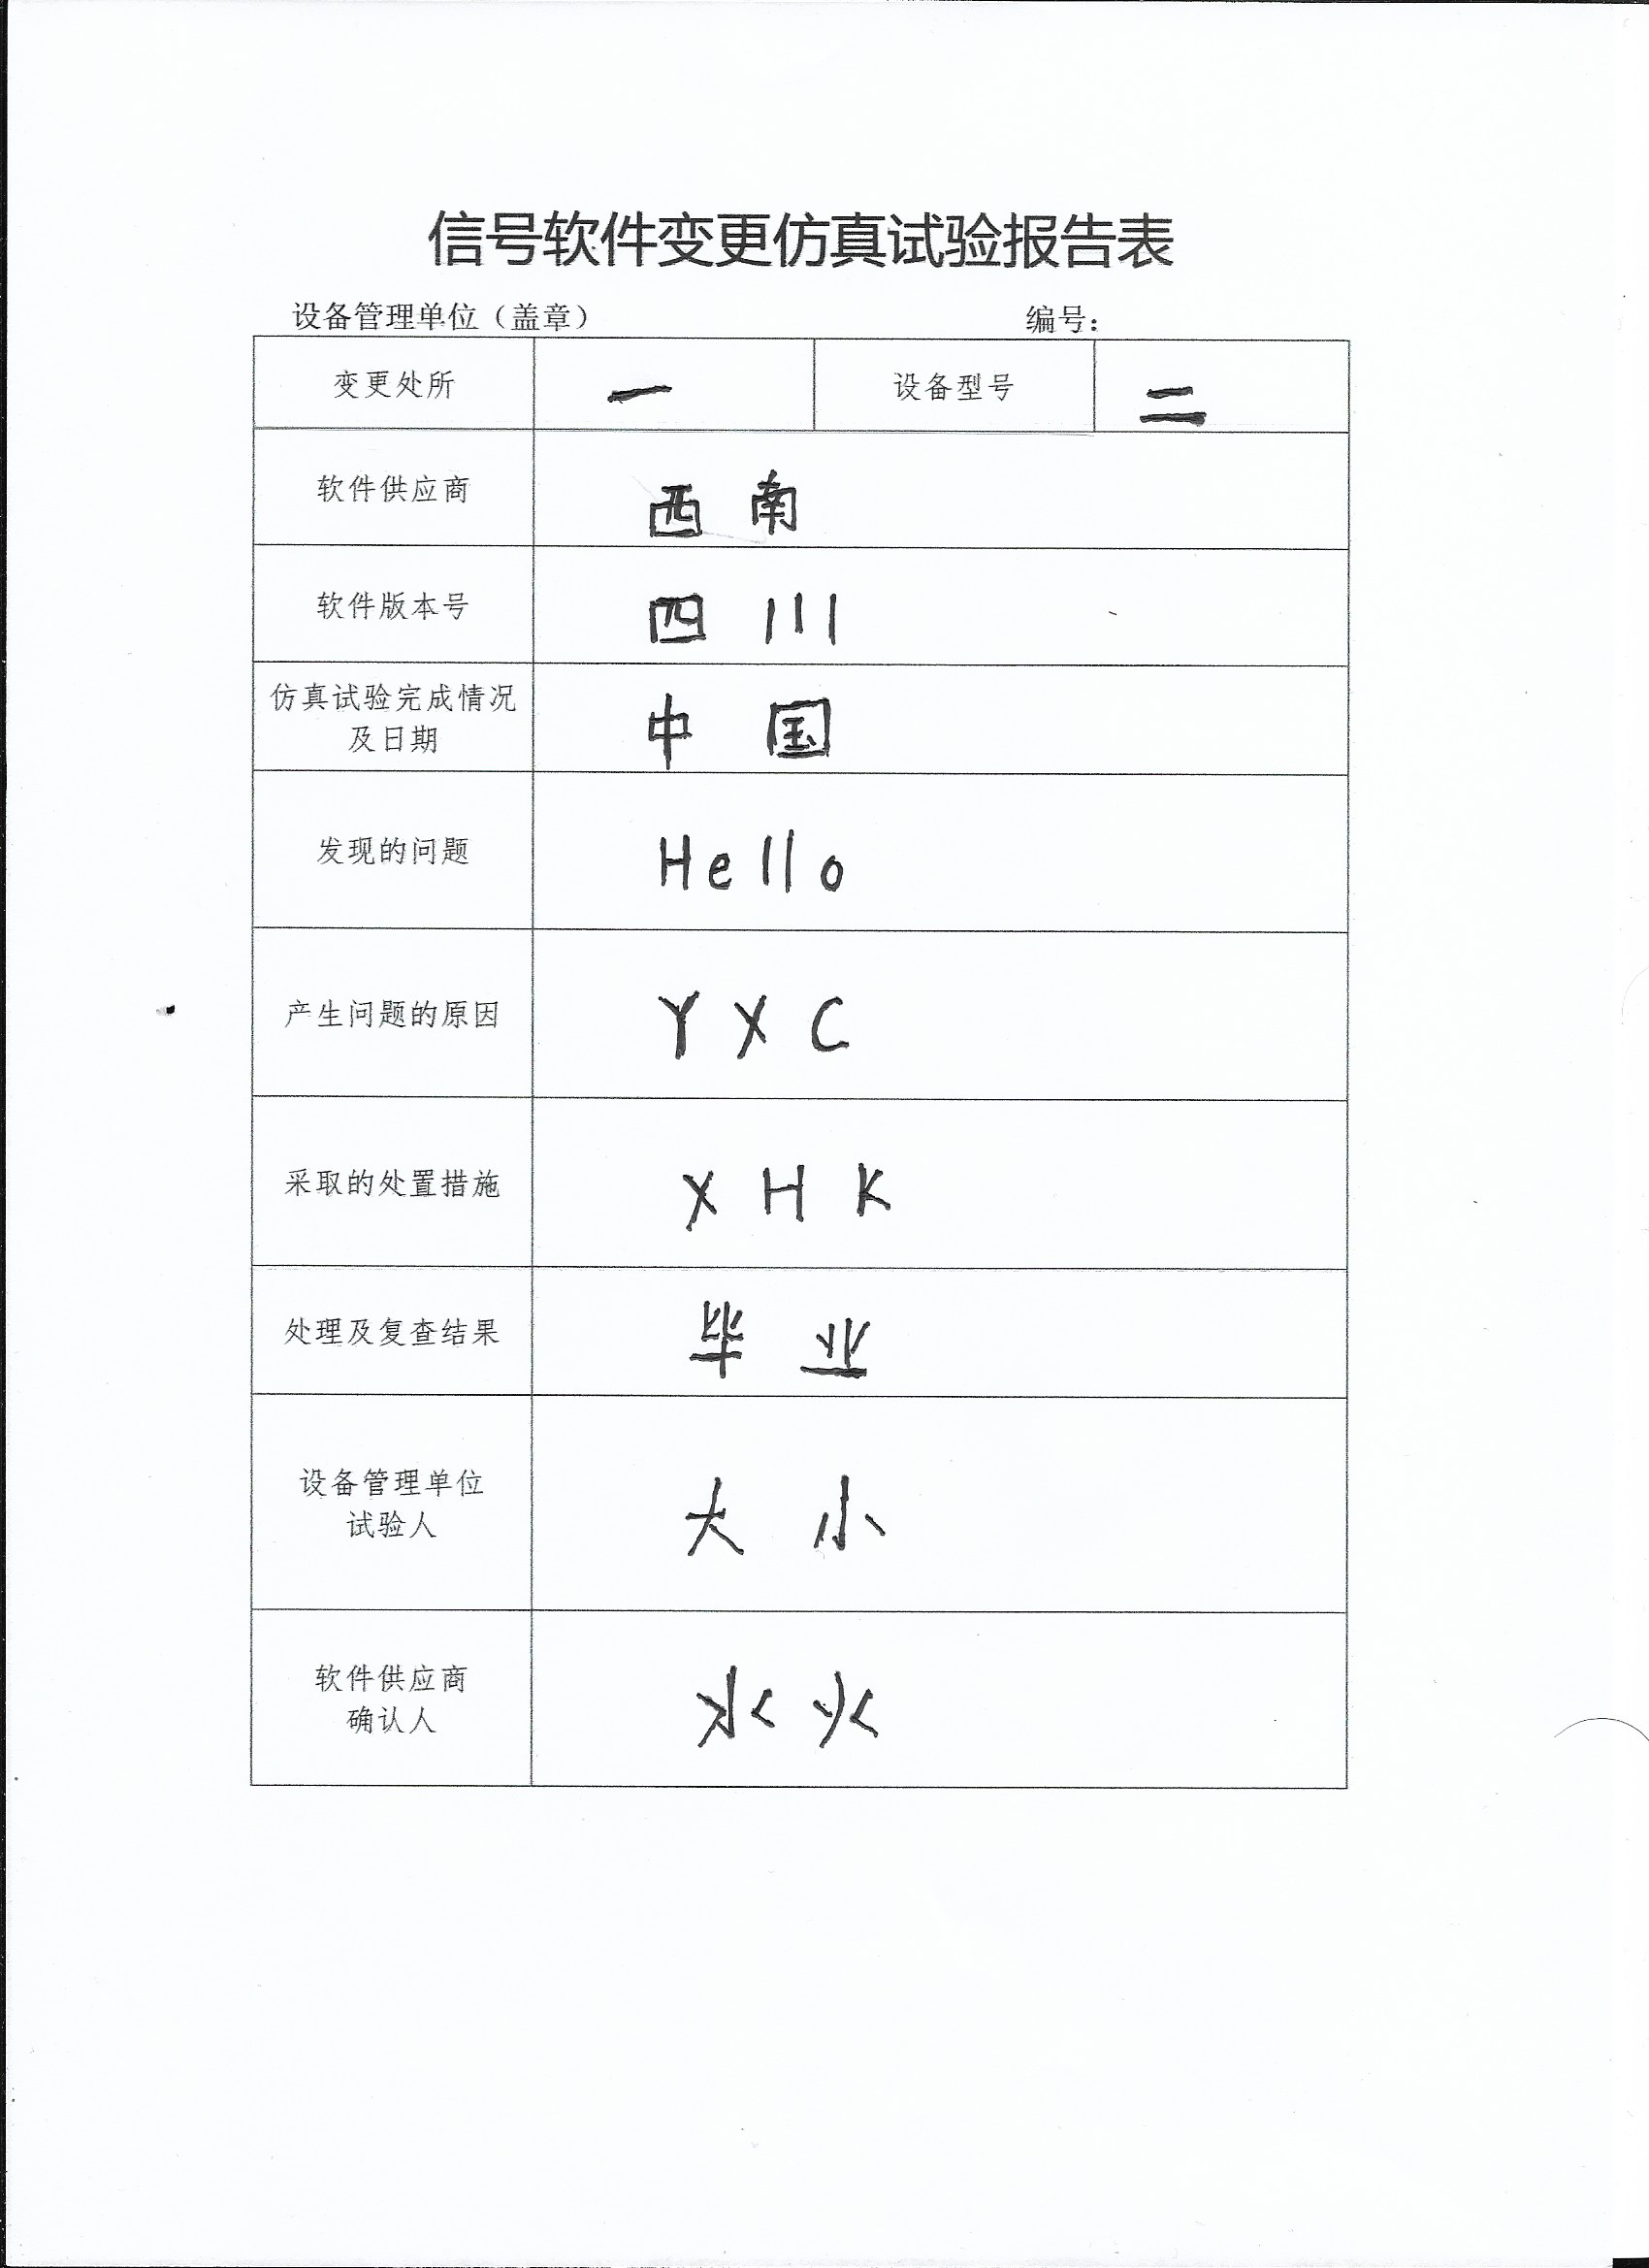 信号软件变更仿真试验报告表
设备管理单位（盖章） 编号：
变更处所 一 设备型号 二
软件供应商 西南
软件版本号 四川
仿真试验完成情况
及日期 中国
发现的问题 Hello
产生问题的原因 Y X C
采取的处置措施 X H K
处理及复查结果 毕业
设备管理单位
试验人 大小
软件供应商
确认人 水火